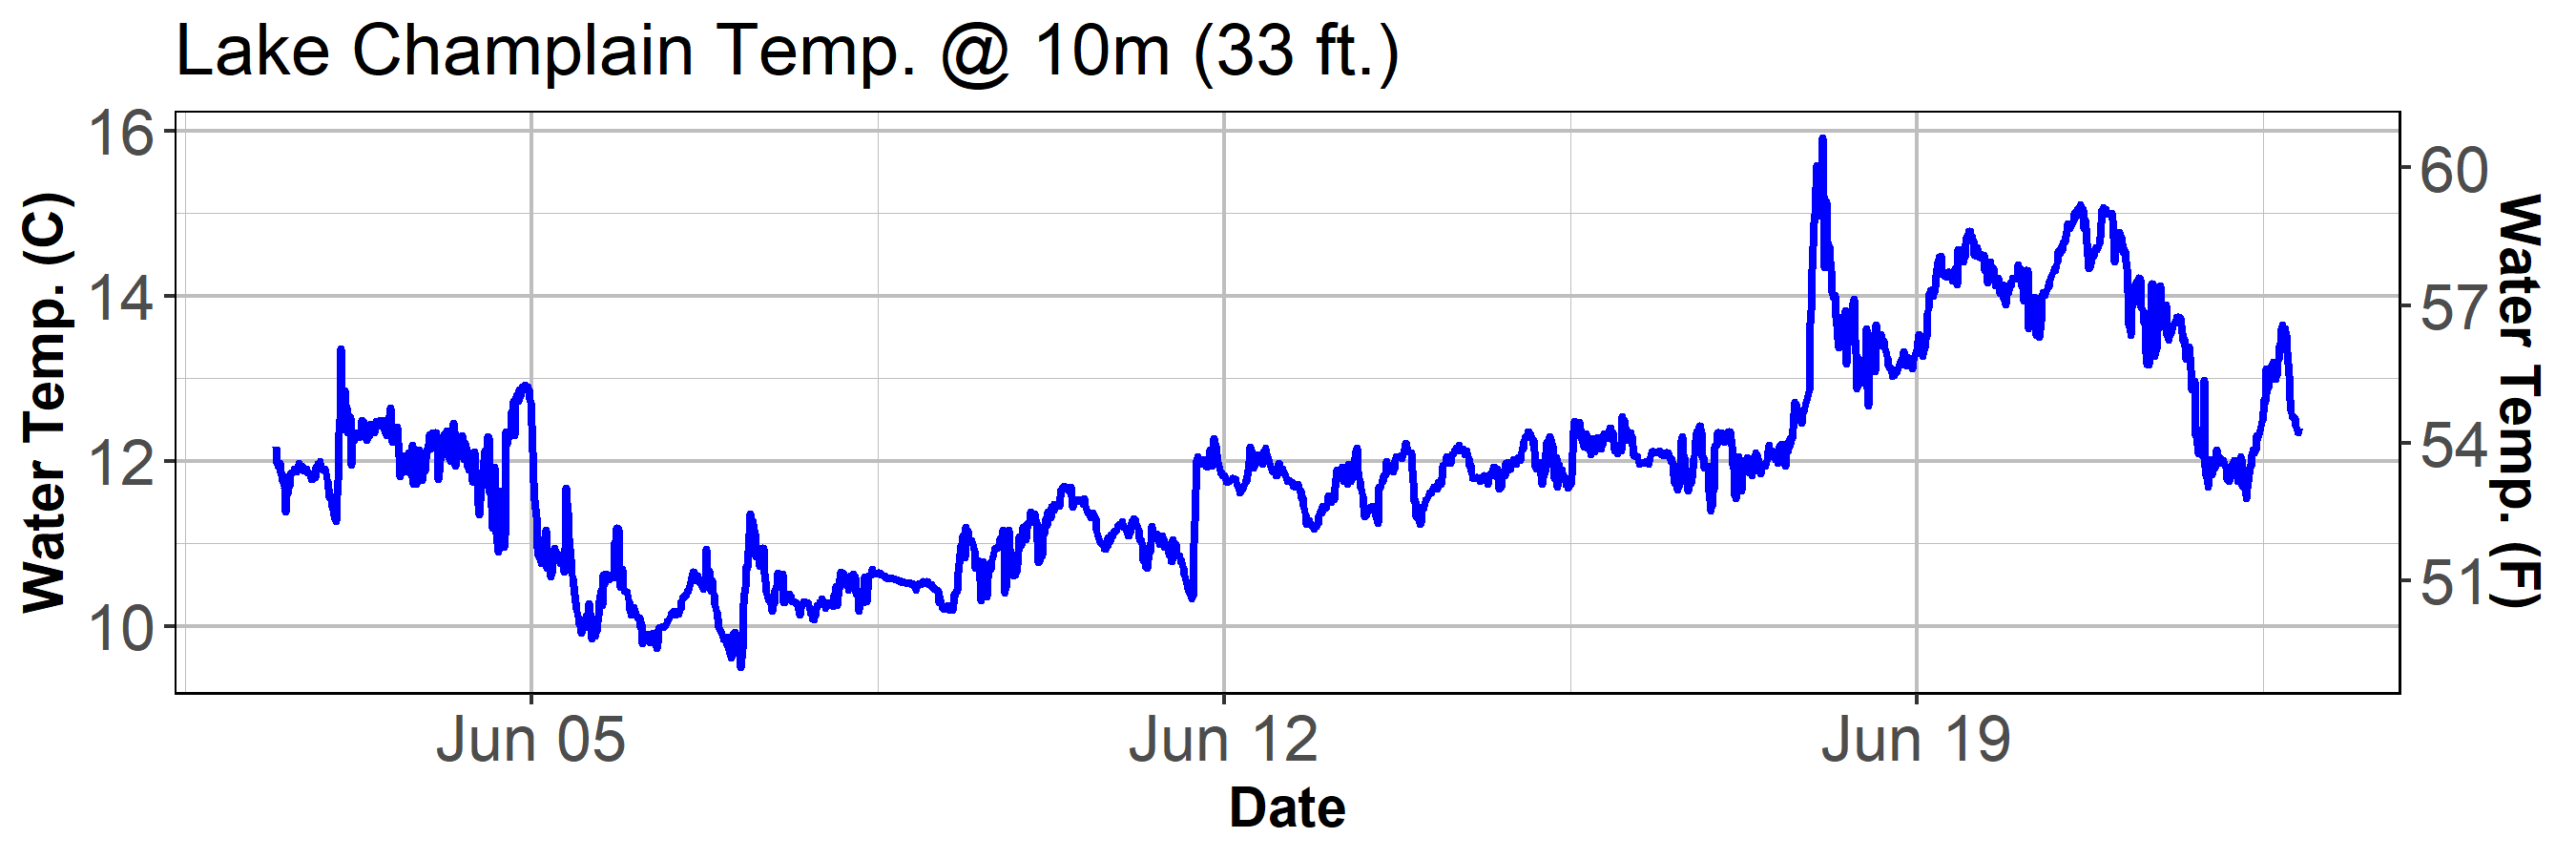 Lake Champlain Temp. @ 10m (33 ft.)
Water Temp. (C)
16
14
12
10
60
57
54
51
Water Temp. (F)
Jun 05
Jun 12
Jun 19
Date